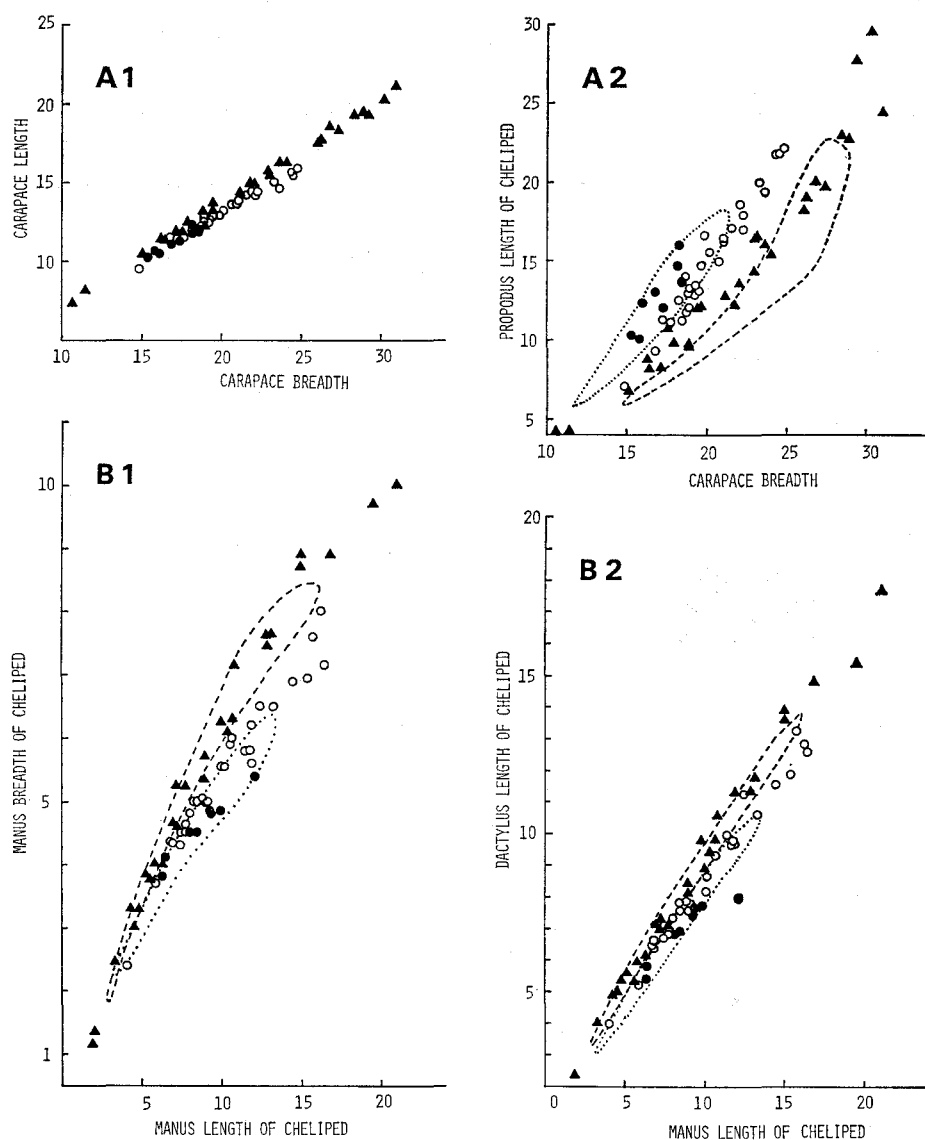 A1
25
20
15
10
CARAPACE LENGTH
10 15 20 25 30
CARAPACE BREADTH
A2
30
25
20
15
10
5
PROPODUS LENGTH OF CHELIPED
10 15 20 25 30
CARAPACE BREADTH
B1
10
5
1
MANUS BREADTH OF CHELIPED
5 10 15 20
MANUS LENGTH OF CHELIPED
B2
20
15
10
5
DACTYLUS LENGTH OF CHELIPED
0 5 10 15 20
MANUS LENGTH OF CHELIPED